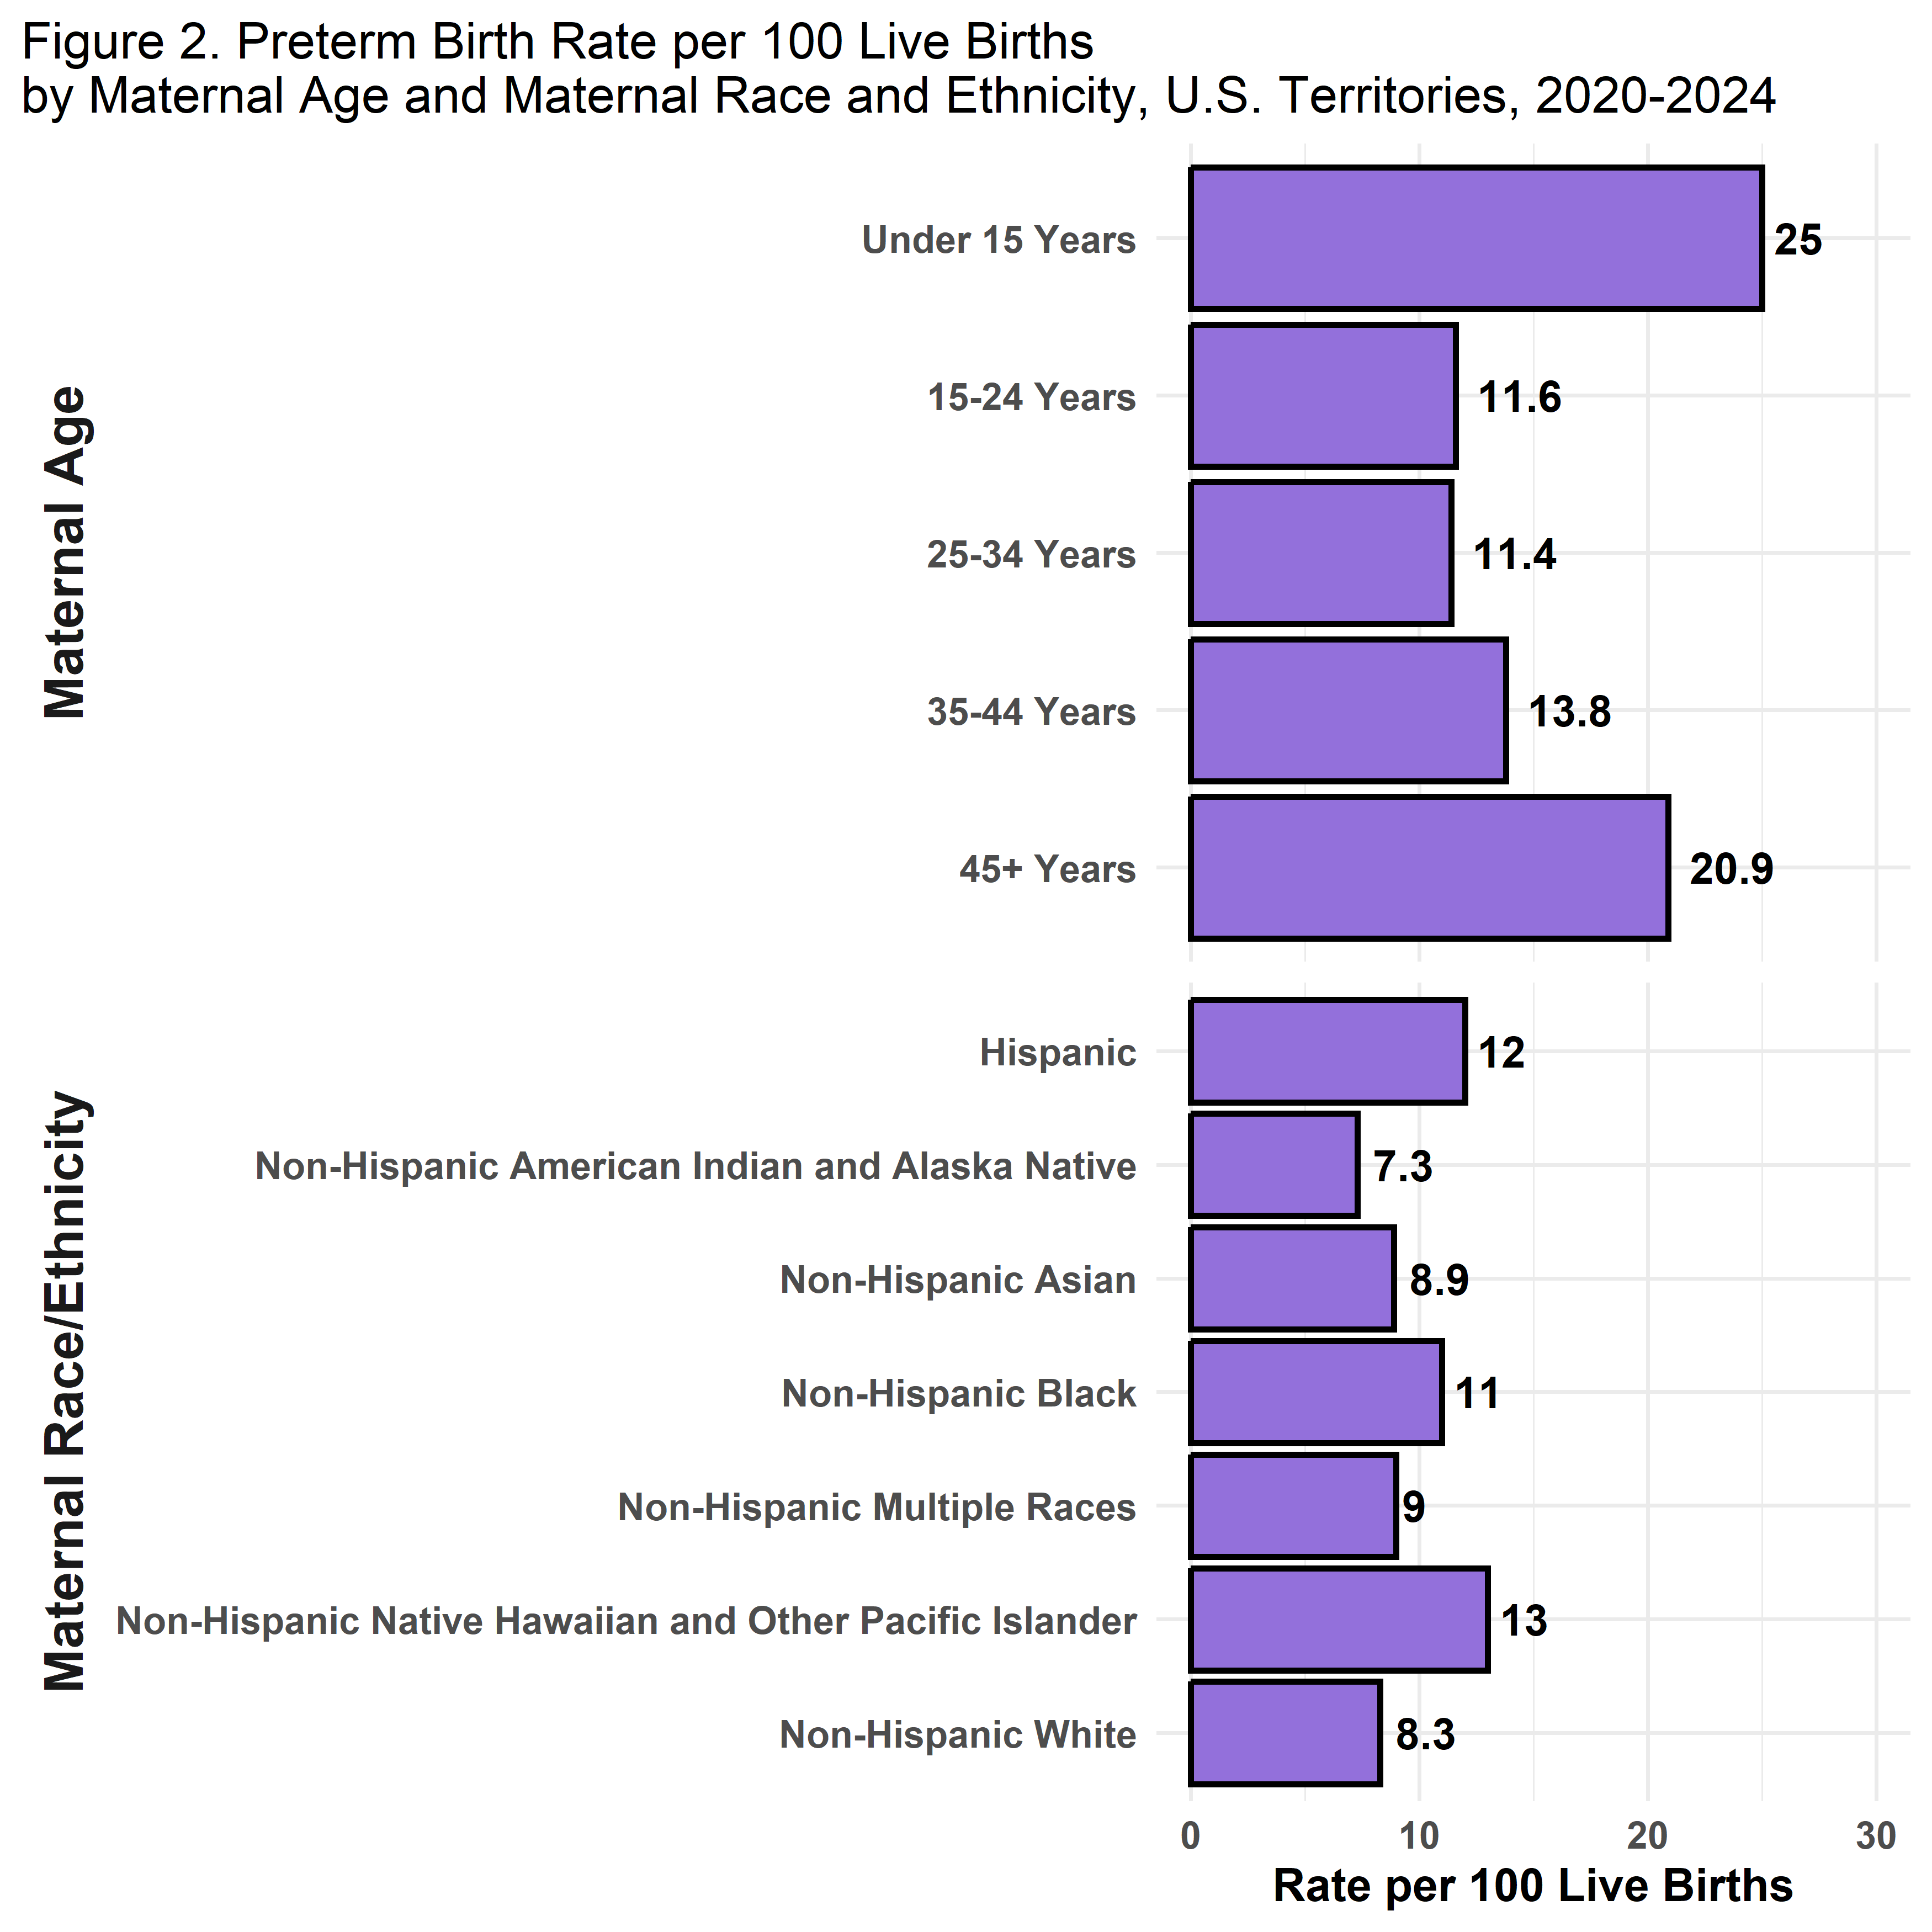 Figure 2. Preterm Birth Rate per 100 Live Births
by Maternal Age and Maternal Race and Ethnicity, U.S. Territories, 2020-2024
Maternal Age
Under 15 Years 25
15-24 Years 11.6
25-34 Years 11.4
35-44 Years 13.8
45+ Years 20.9
Maternal Race/Ethnicity
Hispanic 12
Non-Hispanic American Indian and Alaska Native 7.3
Non-Hispanic Asian 8.9
Non-Hispanic Black 11
Non-Hispanic Multiple Races 9
Non-Hispanic Native Hawaiian and Other Pacific Islander 13
Non-Hispanic White 8.3
0 10 20 30
Rate per 100 Live Births